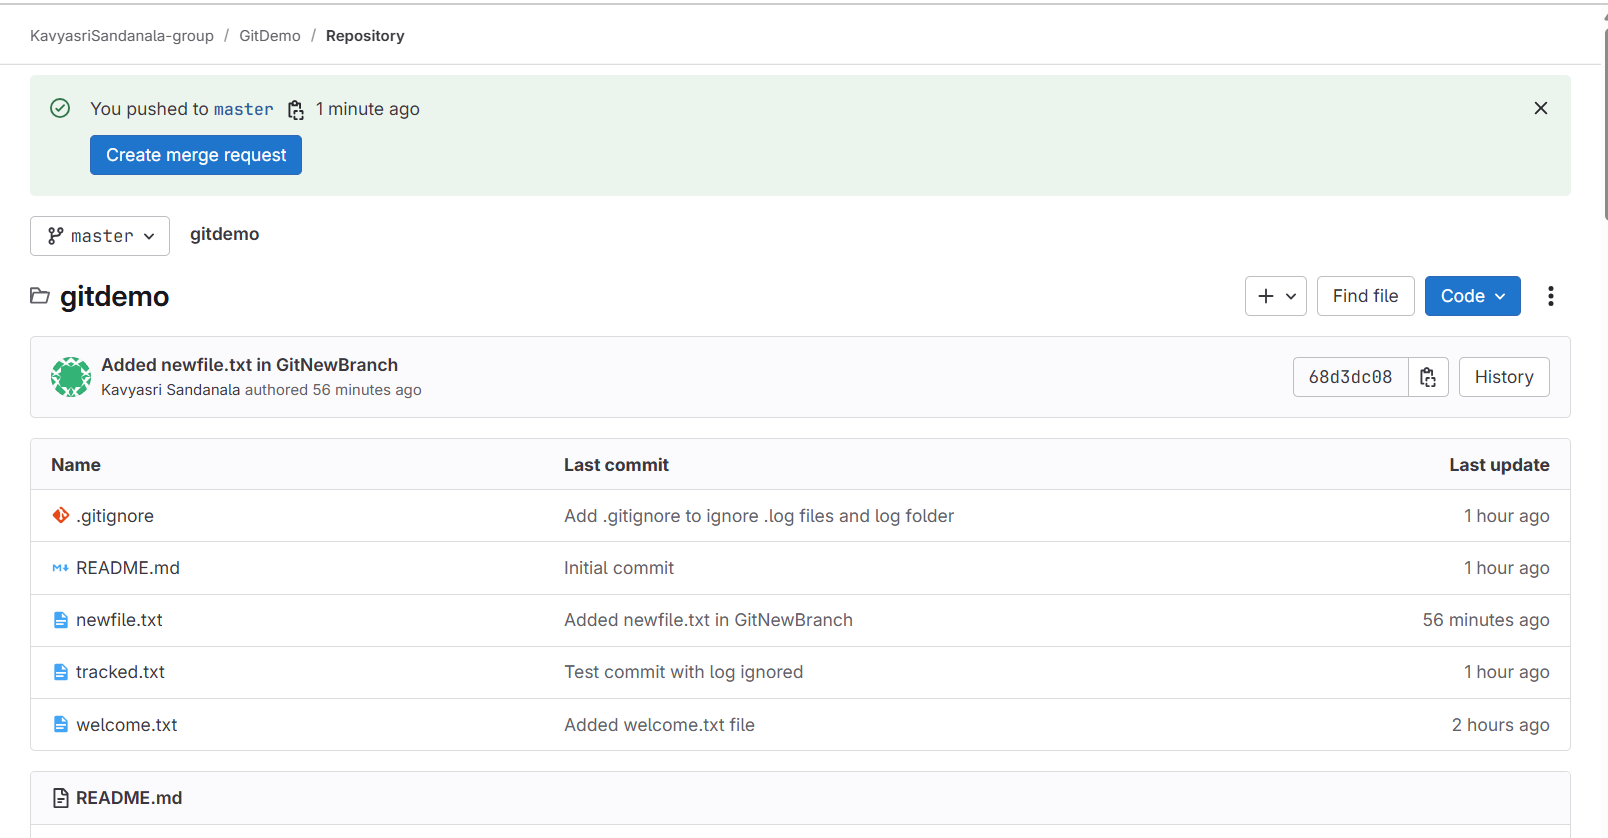 KavyasriSandanala-group / GitDemo / Repository
You pushed to master 1 minute ago
Create merge request
master gitdemo
gitdemo + Find file Code
Added newfile.txt in GitNewBranch
Kavyasri Sandanala authored 56 minutes ago
68d3dc08 History
Name Last commit Last update
.gitignore Add .gitignore to ignore .log files and log folder 1 hour ago
README.md Initial commit 1 hour ago
newfile.txt Added newfile.txt in GitNewBranch 56 minutes ago
tracked.txt Test commit with log ignored 1 hour ago
welcome.txt Added welcome.txt file 2 hours ago
README.md